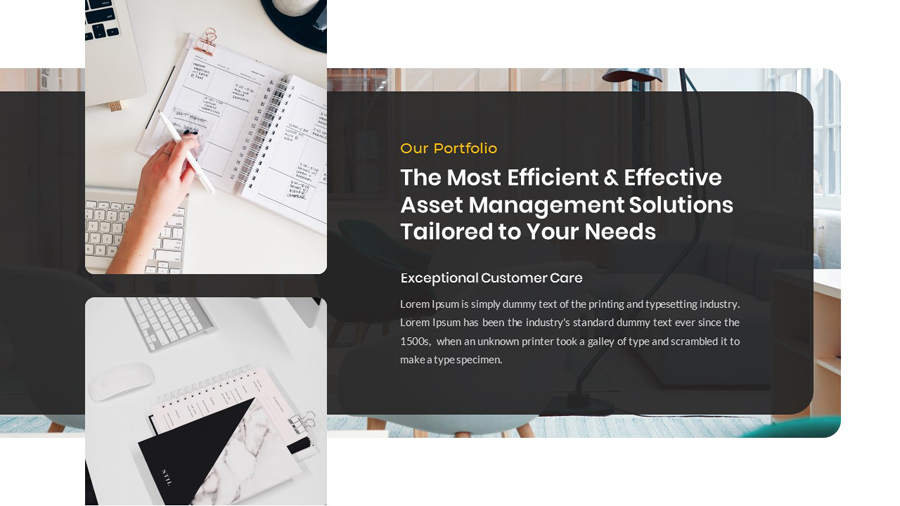 Our Portfolio
The Most Efficient & Effective
Asset Management Solutions
Tailored to Your Needs
Exceptional Customer Care
Lorem Ipsum is simply dummy text of the printing and typesetting industry.
Lorem Ipsum has been the industry's standard dummy text ever since the
1500s, when an unknown printer took a galley of type and scrambled it to
make a type specimen.